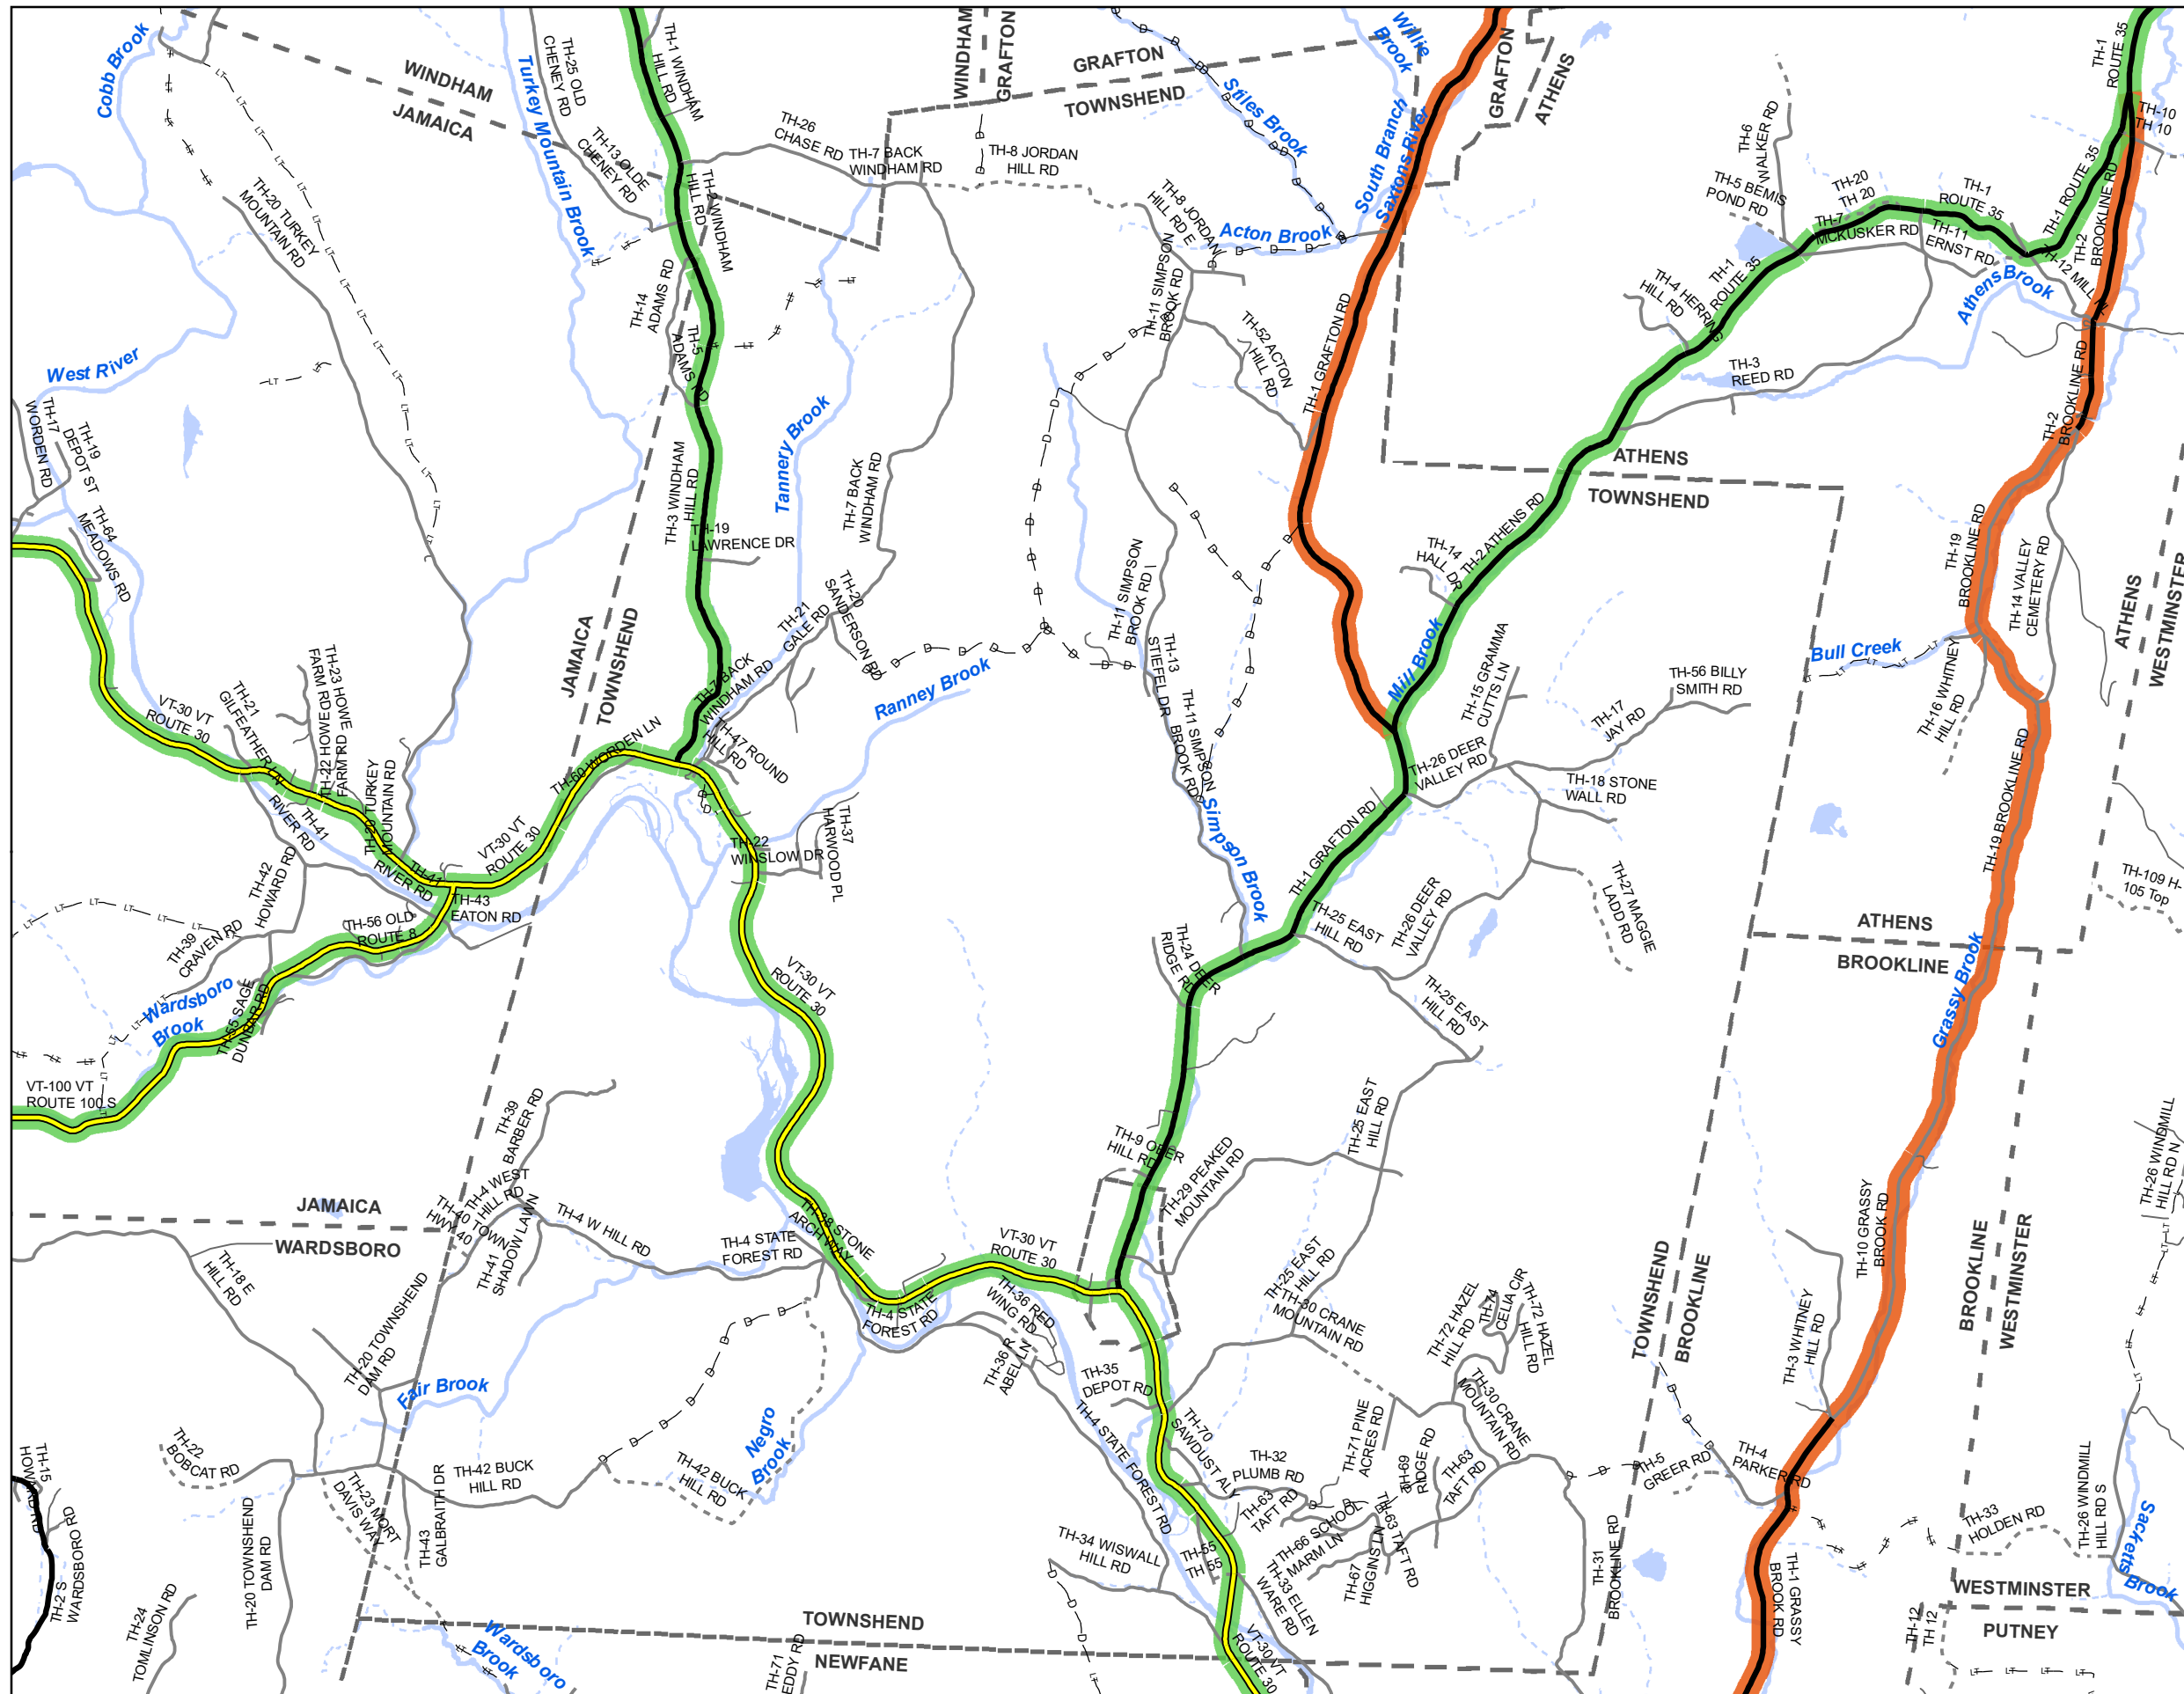 Cobb Brook
WINDHAM
JAMAICA
Turkey Mountain Brook
TH-25 OLD
CHENEY RD
TH-13 OLDE
CHENEY RD
TH-1 WINDHAM
HILL RD
TH-2 WINDHAM
HILL RD
TH-26
CHASE RD
TH-7 BACK
WINDHAM RD
WINDHAM
GRAFTON
GRAFTON
TOWNSHEND
TH-8 JORDAN
HILL RD
TH-8 JORDAN
HILL RD E
Stiles Brook
Acton Brook
Willie
Brook
South Branch
Saxtons River
GRAFTON
ATHENS
TH-6
WALKER RD
TH-5 BEMIS
POND RD
TH-20
TH 20
TH-1
ROUTE 35
TH-7
MCKUSKER RD
TH-11
ERNST RD
TH-1 ROUTE 35
TH-2
BROOKLINE RD
TH-1
ROUTE 35
TH-10
TH 10
TH-12 MILL
Athens Brook
TH-1
ROUTE 35
TH-4 HERRING
HILL RD
TH-3
REED RD
TH-2
BROOKLINE RD
TH-20 TURKEY
MOUNTAIN RD
West River
TH-17
WORDEN RD
TH-19
DEPOT ST
TH-64
MEADOWS RD
TH-14
ADAMS RD
TH-5
ADAMS RD
Tannery Brook
TH-3 WINDHAM
HILL RD
TH-19
LAWRENCE DR
TH-7 BACK
WINDHAM RD
TH-11 SIMPSON
BROOK RD
TH-52 ACTON
HILL RD
TH-1 GRAFTON RD
ATHENS
TOWNSHEND
TH-2 ATHENS RD
TH-14
HALL DR
TH-19
BROOKLINE RD
TH-14 VALLEY
CEMETERY RD
ATHENS
WESTMINSTER
Bull Creek
TH-16 WHITNEY
HILL RD
TH-19 BROOKLINE RD
JAMAICA
TOWNSHEND
TH-20
SANDERSON RD
TH-21
GALE RD
TH-7 BACK
WINDHAM RD
TH-47 ROUND
HILL RD
Ranney Brook
TH-11 SIMPSON
BROOK RD
TH-13
STIEFEL DR
TH-11 SIMPSON
BROOK RD
Simpson Brook
Mill Brook
TH-15 GRAMMA
CUTTS LN
TH-17
JAY RD
TH-56 BILLY
SMITH RD
TH-26 DEER
VALLEY RD
TH-18 STONE
WALL RD
TH-27 MAGGIE
LADD RD
TH-26 DEER
VALLEY RD
TH-1 GRAFTON RD
TH-25 EAST
HILL RD
TH-25 EAST
HILL RD
TH-24 DEER
RIDGE RD
VT-30 VT
ROUTE 30
TH-21
GILFEATHER LN
TH-22 HOWE
FARM RD
TH-23 HOWE
FARM RD
TH-41
RIVER RD
TH-20 TURKEY
MOUNTAIN RD
TH-41
RIVER RD
VT-30 VT
ROUTE 30
TH-60 WORDEN LN
TH-22
WINSLOW DR
TH-37
HARWOOD PL
TH-42
HOWARD RD
TH-43
EATON RD
TH-56 OLD
ROUTE 8
TH-39
CRAVEN RD
Wardsboro
Brook
TH-55 SAGE
DUNBAR RD
VT-100 VT
ROUTE 100 S
VT-30 VT
ROUTE 30
ATHENS
BROOKLINE
Grassy Brook
TH-109 H-
105 Top
TH-39
BARBER RD
TH-4 WEST
HILL RD
TH-40 TOWN
HWY 40
TH-41
SHADOW LAWN
TH-4 W HILL RD
TH-4 STATE
FOREST RD
TH-38 STONE
ARCH WAY
TH-4 STATE
FOREST RD
VT-30 VT
ROUTE 30
TH-9 OBER
HILL RD
TH-29 PEAKED
MOUNTAIN RD
TH-25 EAST
HILL RD
TH-25 EAST
HILL RD
TH-30 CRANE
MOUNTAIN RD
JAMAICA
WARDSBORO
TH-18 E
HILL RD
TH-20 TOWNSHEND
DAM RD
Fair Brook
TH-22
BOBCAT RD
TH-15
HOWARD RD
TH-2 S
WARDSBORO RD
TH-24
TOMLINSON RD
TH-20 TOWNSHEND
DAM RD
TH-23 MORT
DAVIS WAY
TH-43
GALBRAITH DR
TH-42 BUCK
HILL RD
TH-42 BUCK
HILL RD
Negro
Brook
TH-36 RED
WING RD
TH-36 R
ABEL LN
TH-35
DEPOT RD
TH-4 STATE FOREST RD
TH-70
SAWDUST ALY
TH-32
PLUMB RD
TH-63
TAFT RD
TH-71 PINE
ACRES RD
TH-69
RIDGE RD
TH-63
TAFT RD
TH-63 TAFT RD
TH-66 SCHOOL
MARM LN
TH-67
HIGGINS LN
TH-72 HAZEL
HILL RD
TH-74
CELIA CIR
TH-72 HAZEL
HILL RD
TH-30 CRANE
MOUNTAIN RD
TH-34 WISWALL
HILL RD
TH-55
TH 55
TH-33 ELLEN
WARE RD
VT-30 VT
ROUTE 30
TH-31
BROOKLINE RD
TH-5
GREER RD
TH-4
PARKER RD
TH-3 WHITNEY
HILL RD
TH-10 GRASSY
BROOK RD
TOWNSHEND
BROOKLINE
BROOKLINE
WESTMINSTER
TH-26 WINDMILL
HILL RD N
TH-26 WINDMILL
HILL RD S
TH-33
HOLDEN RD
Sacketts
Brook
TH-1 GRASSY
BROOK RD
TH-12
TH 12
WESTMINSTER
PUTNEY
TOWNSHEND
NEWFANE
TH-71
EDDY RD
Wardsboro
Brook